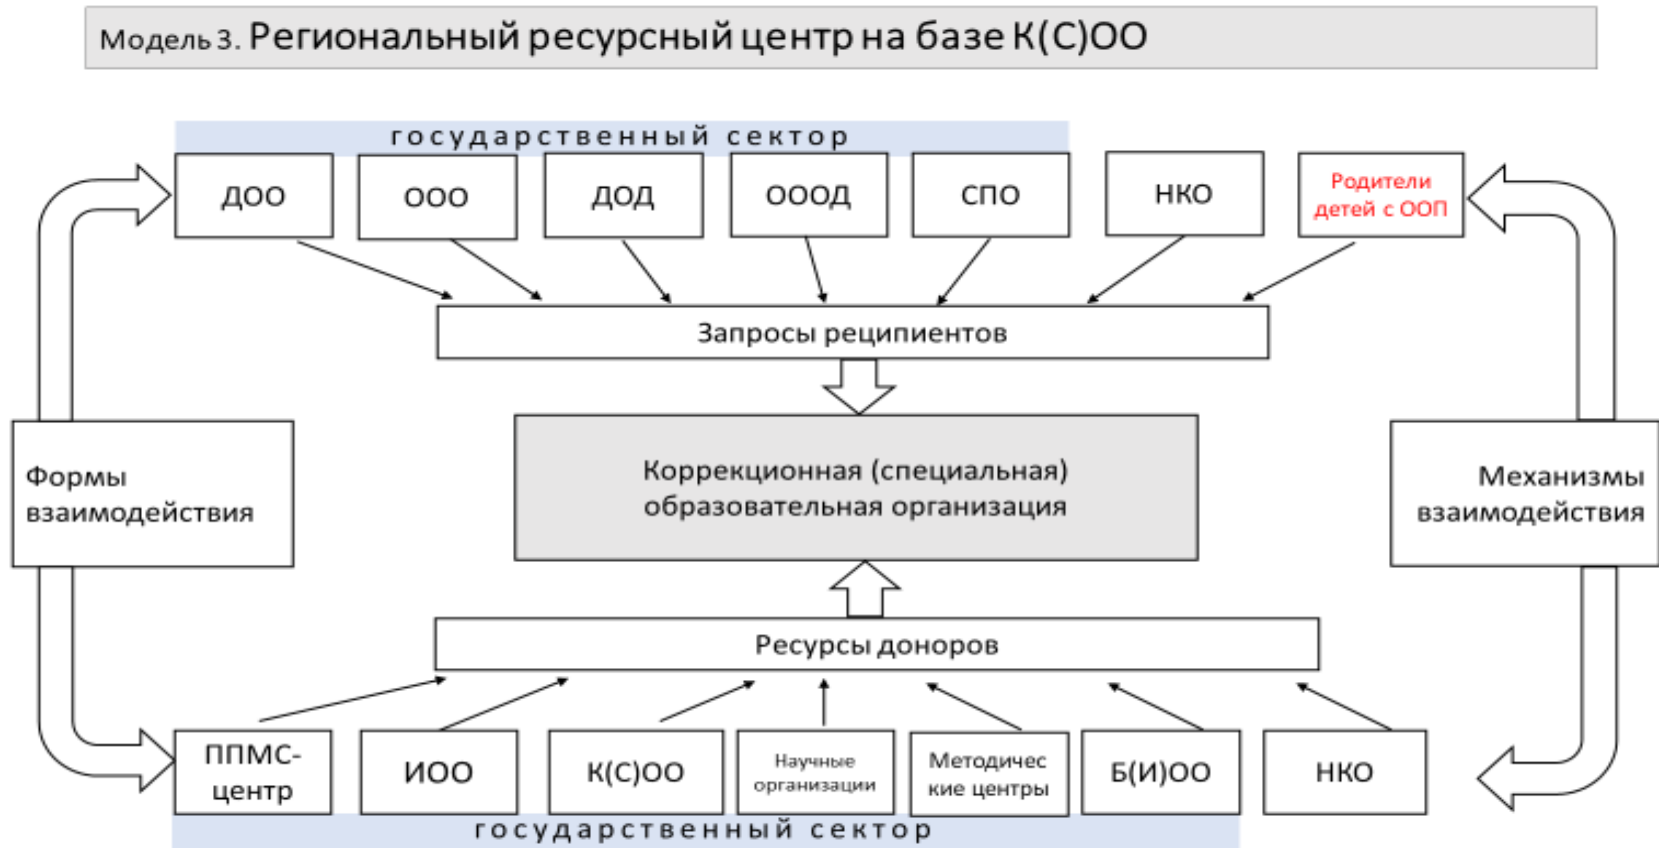 Модель 3. Региональный ресурсный центр на базе К(С)ОО
государственный сектор
ДОО
ООО
ДОД
ОООД
СПО
НКО
Родители
детей с ООП
Запросы реципиентов
Формы
взаимодействия
Коррекционная (специальная)
образовательная организация
Механизмы
взаимодействия
Ресурсы доноров
ППМС-
центр
ИОО
К(С)ОО
Научные
организации
Методичес
кие центры
Б(И)ОО
НКО
государственный сектор